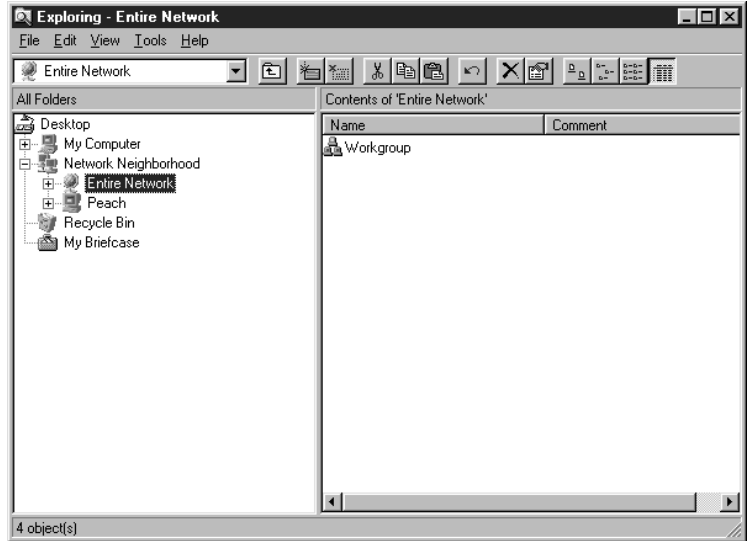 Exploring - Entire Network
File Edit View Tools Help
Entire Network
All Folders
Contents of 'Entire Network'
Desktop
My Computer
Network Neighborhood
Entire Network
Peach
Recycle Bin
My Briefcase
Name Comment
Workgroup
4 object(s)